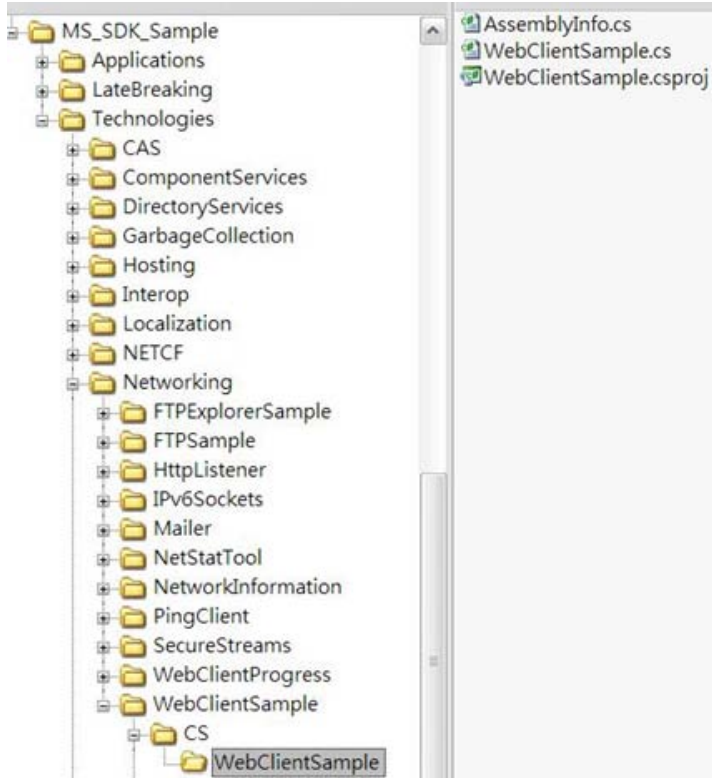 MS_SDK_Sample
Applications
LateBreaking
Technologies
CAS
ComponentServices
DirectoryServices
GarbageCollection
Hosting
Interop
Localization
NETCF
Networking
FTPExplorerSample
FTPSample
HttpListener
IPv6Sockets
Mailer
NetStatTool
NetworkInformation
PingClient
SecureStreams
WebClientProgress
WebClientSample
CS
WebClientSample
AssemblyInfo.cs
WebClientSample.cs
WebClientSample.csproj